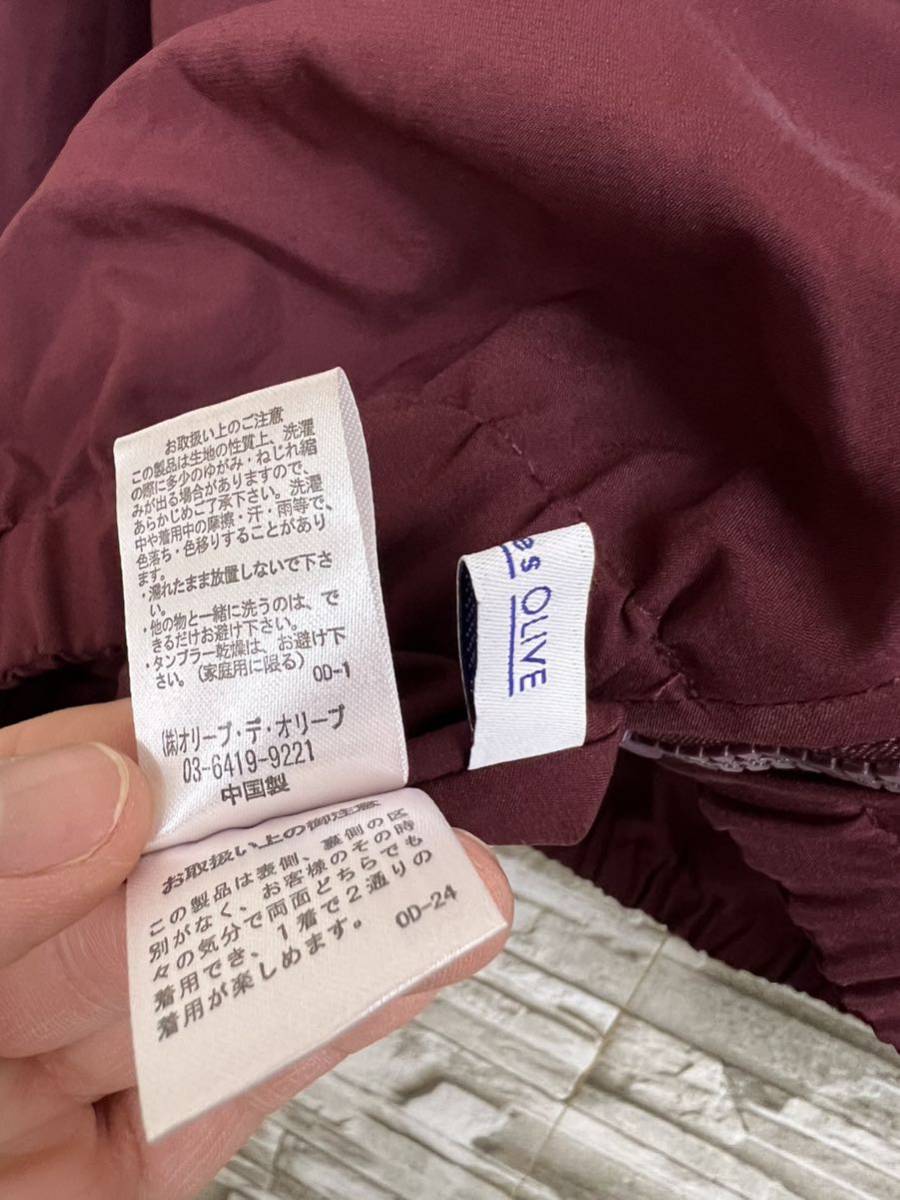 お取扱い上のご注意
この製品は生地の性質上、洗濯
の際に多少のゆがみ・ねじれ縮
みが出る場合がありますので、
あらかじめご了承下さい。洗濯
中や着用中の摩擦・汗・雨等で、
色落ち・色移りすることがあり
ます。
・濡れたまま放置しないで下さ
い。
・他の物と一緒に洗うのは、で
きるだけお避け下さい。
・タンブラー乾燥は、お避け下
さい。（家庭用に限る）
OD-1
㈱オリーブ・デ・オリーブ
03-6419-9221
中国製
お取扱い上の御注意
この製品は表側、裏側の区
別がなく、お客様のその時
々の気分で両面どちらでも
着用でき、1着で2通りの
着用が楽しめます。
OD-24
es OLIVE